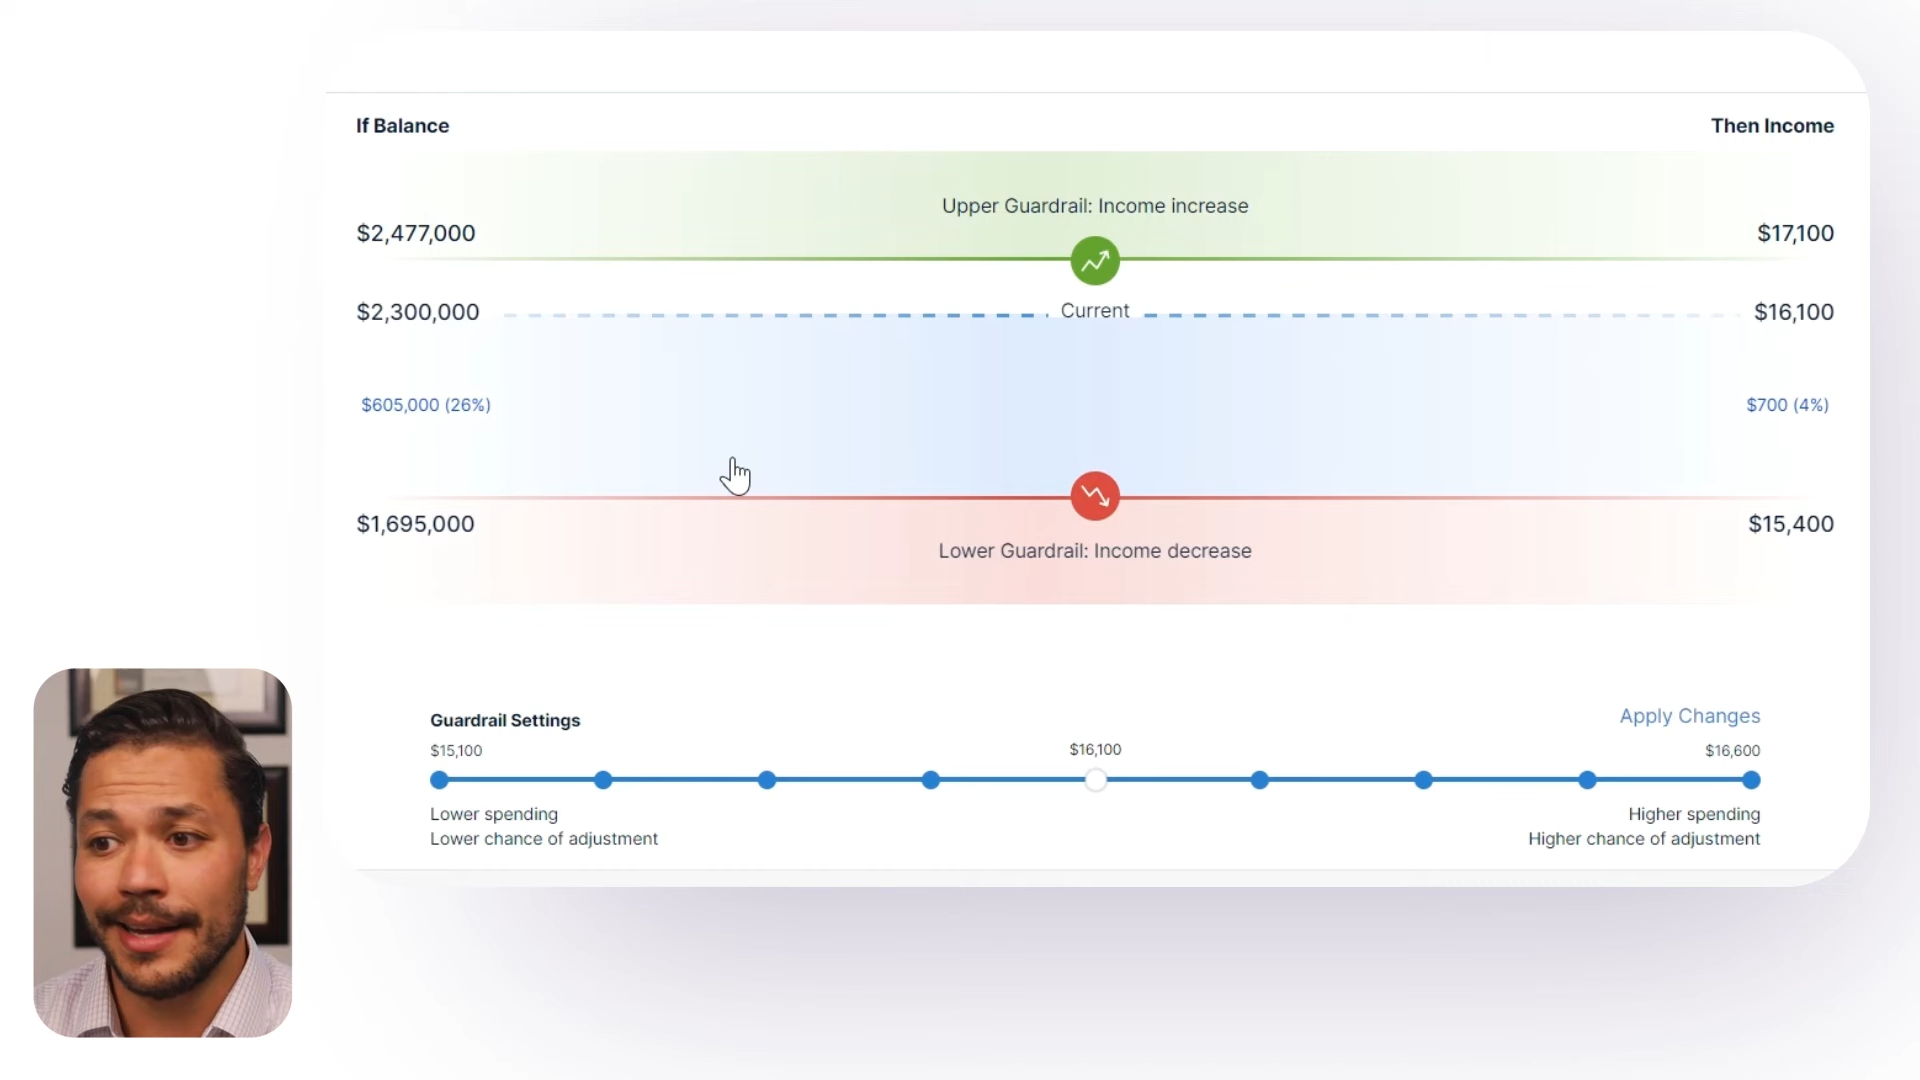 If Balance
Then Income
Upper Guardrail: Income increase
$2,477,000
$17,100
$2,300,000
Current
$16,100
$605,000 (26%)
$700 (4%)
$1,695,000
$15,400
Lower Guardrail: Income decrease
Guardrail Settings
Apply Changes
$15,100
$16,100
$16,600
Lower spending
Higher spending
Lower chance of adjustment
Higher chance of adjustment